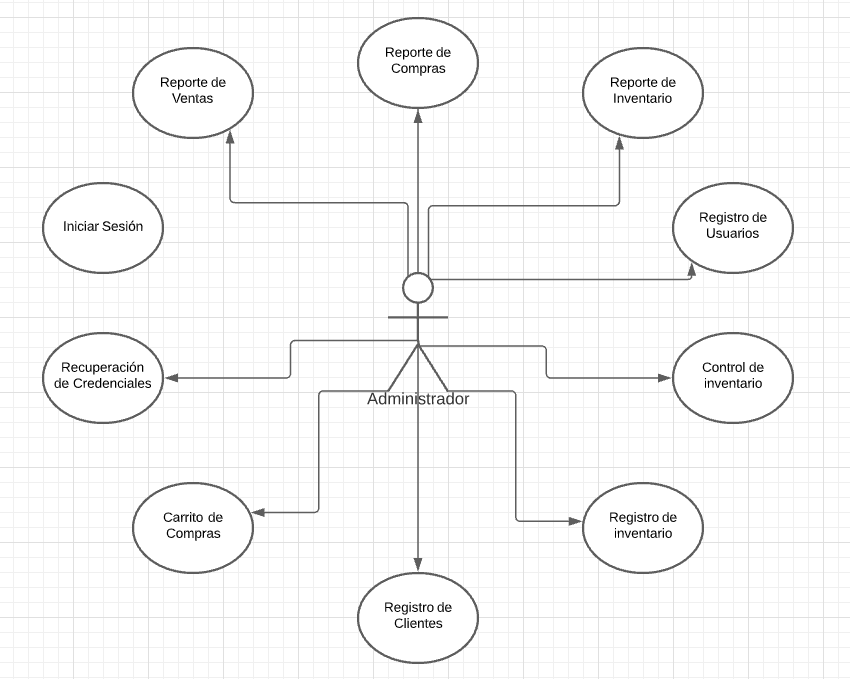 Reporte de
Compras
Reporte de
Ventas
Reporte de
Inventario
Iniciar Sesión
Registro de
Usuarios
Recuperación
de Credenciales
Control de
inventario
Administrador
Carrito de
Compras
Registro de
inventario
Registro de
Clientes